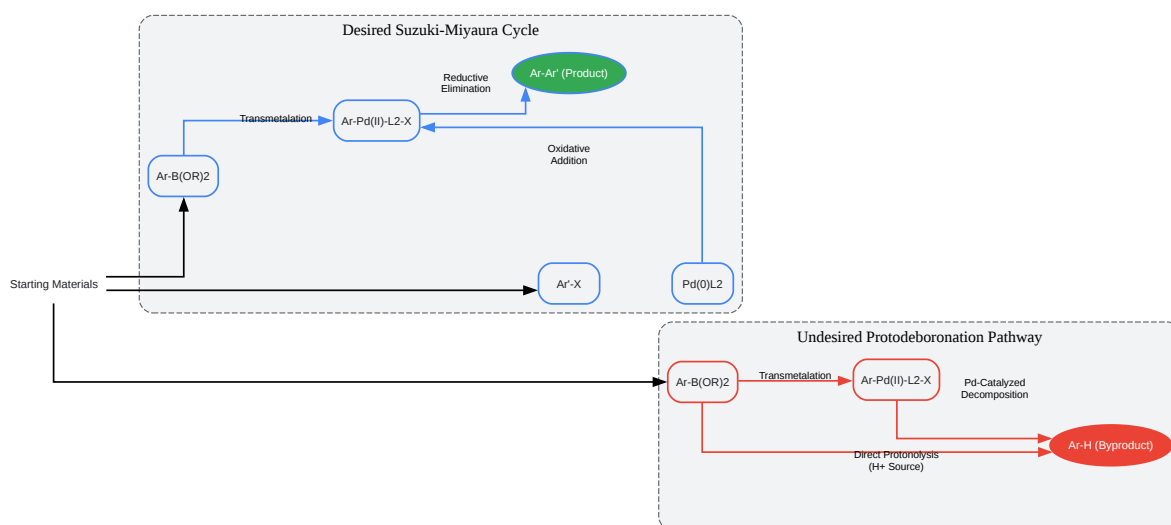 Desired Suzuki-Miyaura Cycle
Ar-Ar' (Product)
Reductive
Elimination
Transmetalation
Ar-Pd(II)-L2-X
Oxidative
Addition
Ar-B(OR)2
Starting Materials
Ar'-X
Pd(0)L2
Undesired Protodeboronation Pathway
Ar-B(OR)2
Transmetalation
Ar-Pd(II)-L2-X
Pd-Catalyzed
Decomposition
Ar-H (Byproduct)
Direct Protonolysis
(H+ Source)